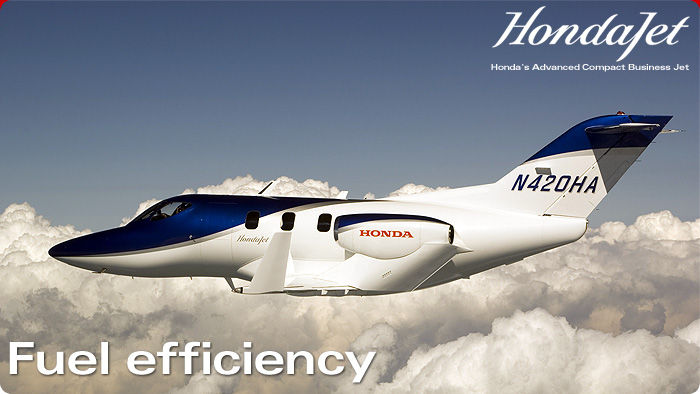 HondaJet
Honda's Advanced Compact Business Jet
N420HA
HondaJet
HONDA
Fuel efficiency